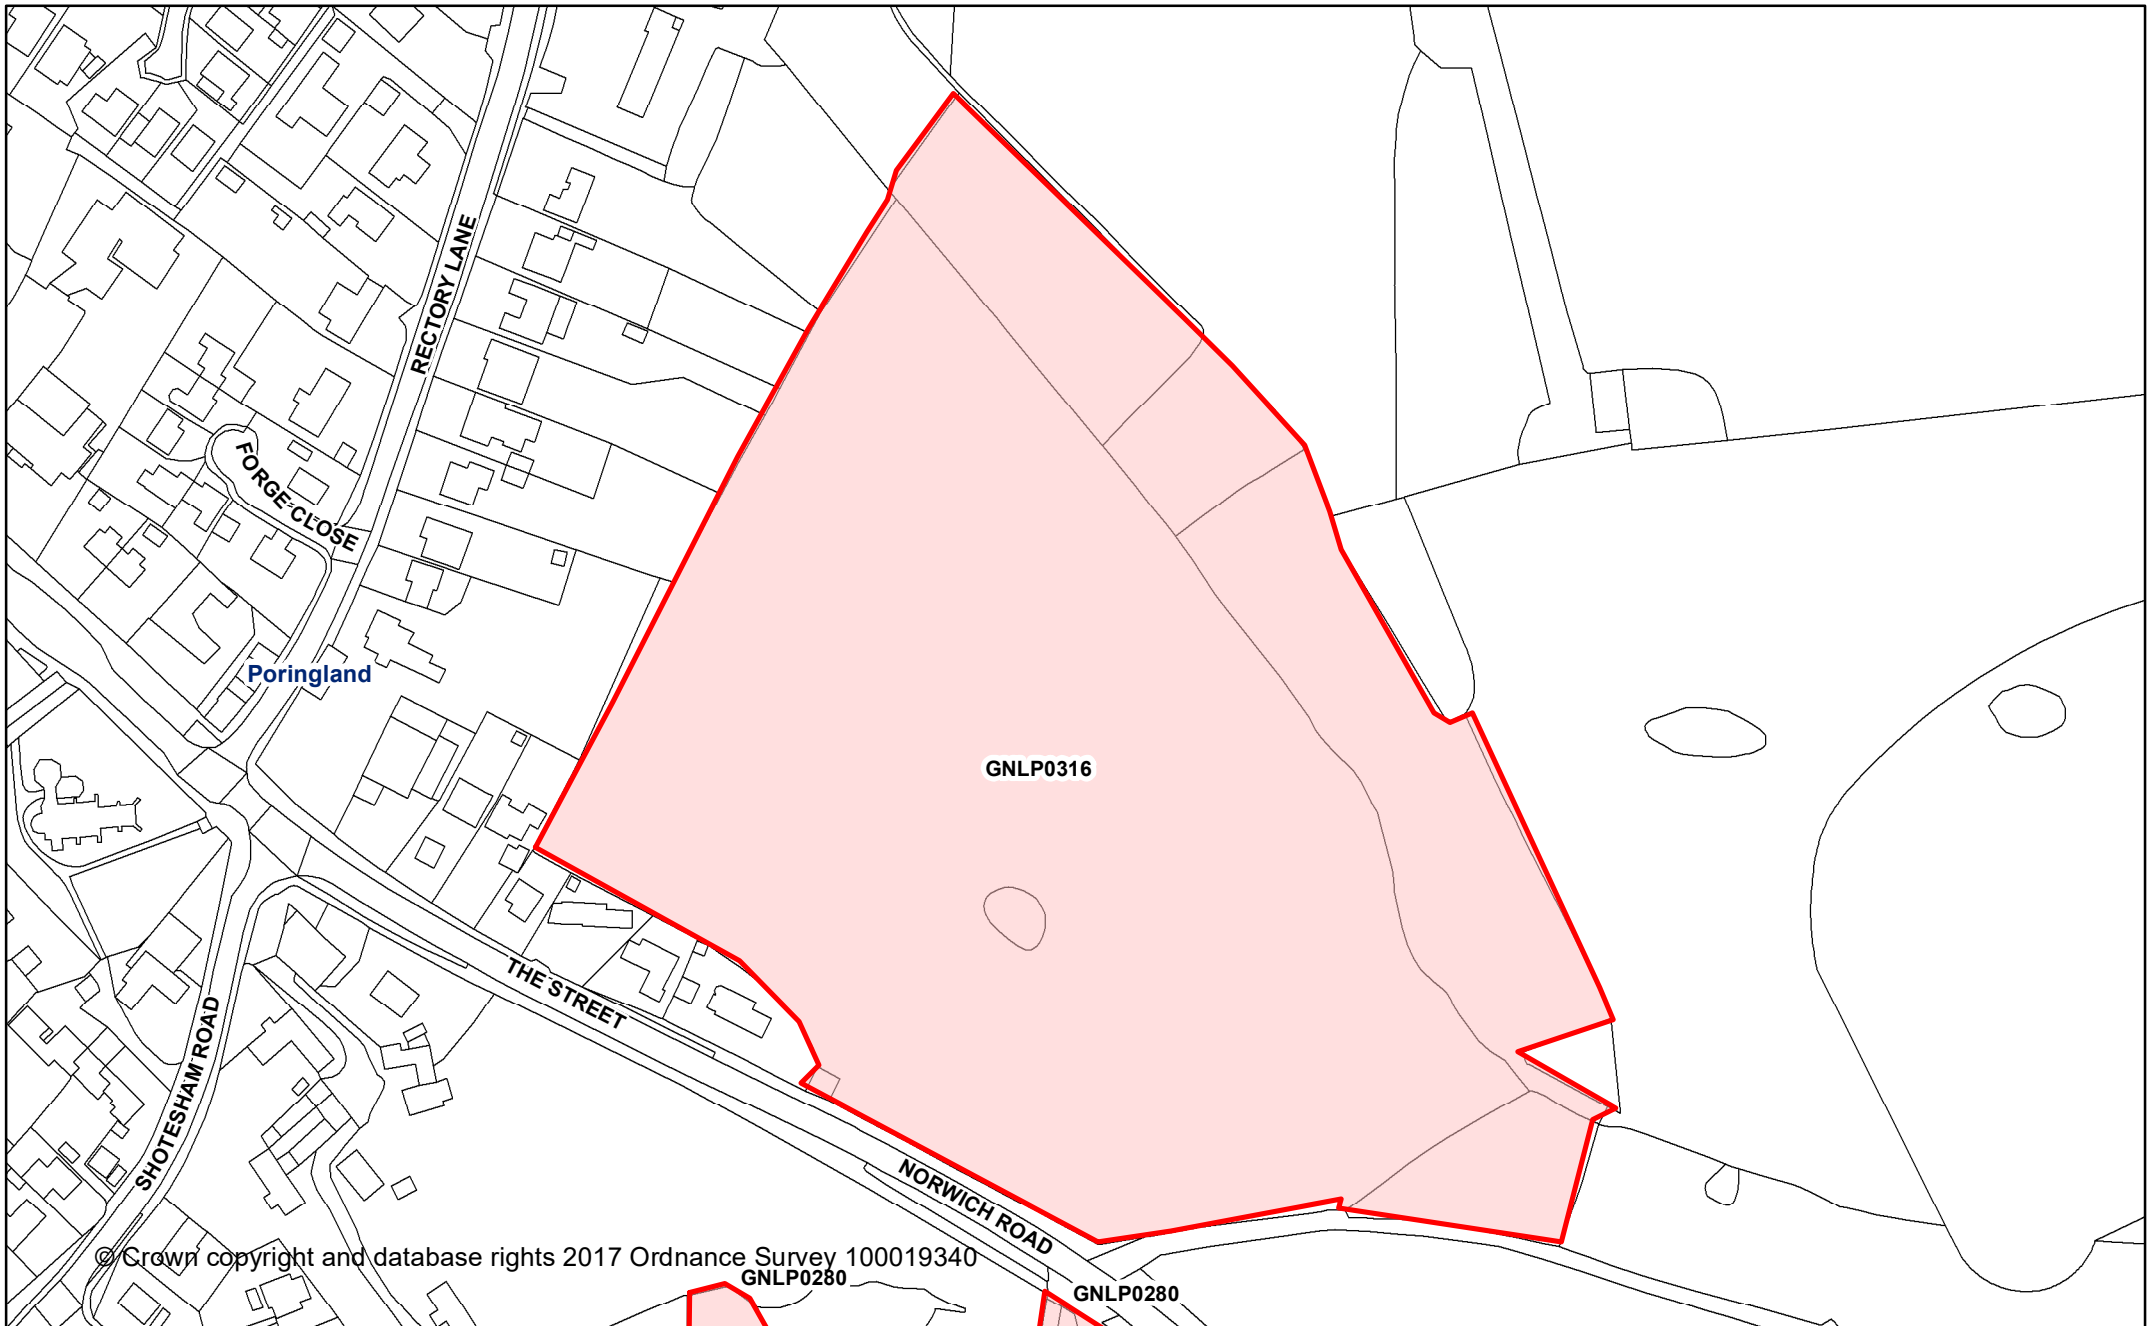 RECTORY LANE
FORGE CLOSE
Poringland
GNLP0316
THE STREET
SHOTESHAM ROAD
NORWICH ROAD
© Crown copyright and database rights 2017 Ordnance Survey 100019340
GNLP0280
GNLP0280